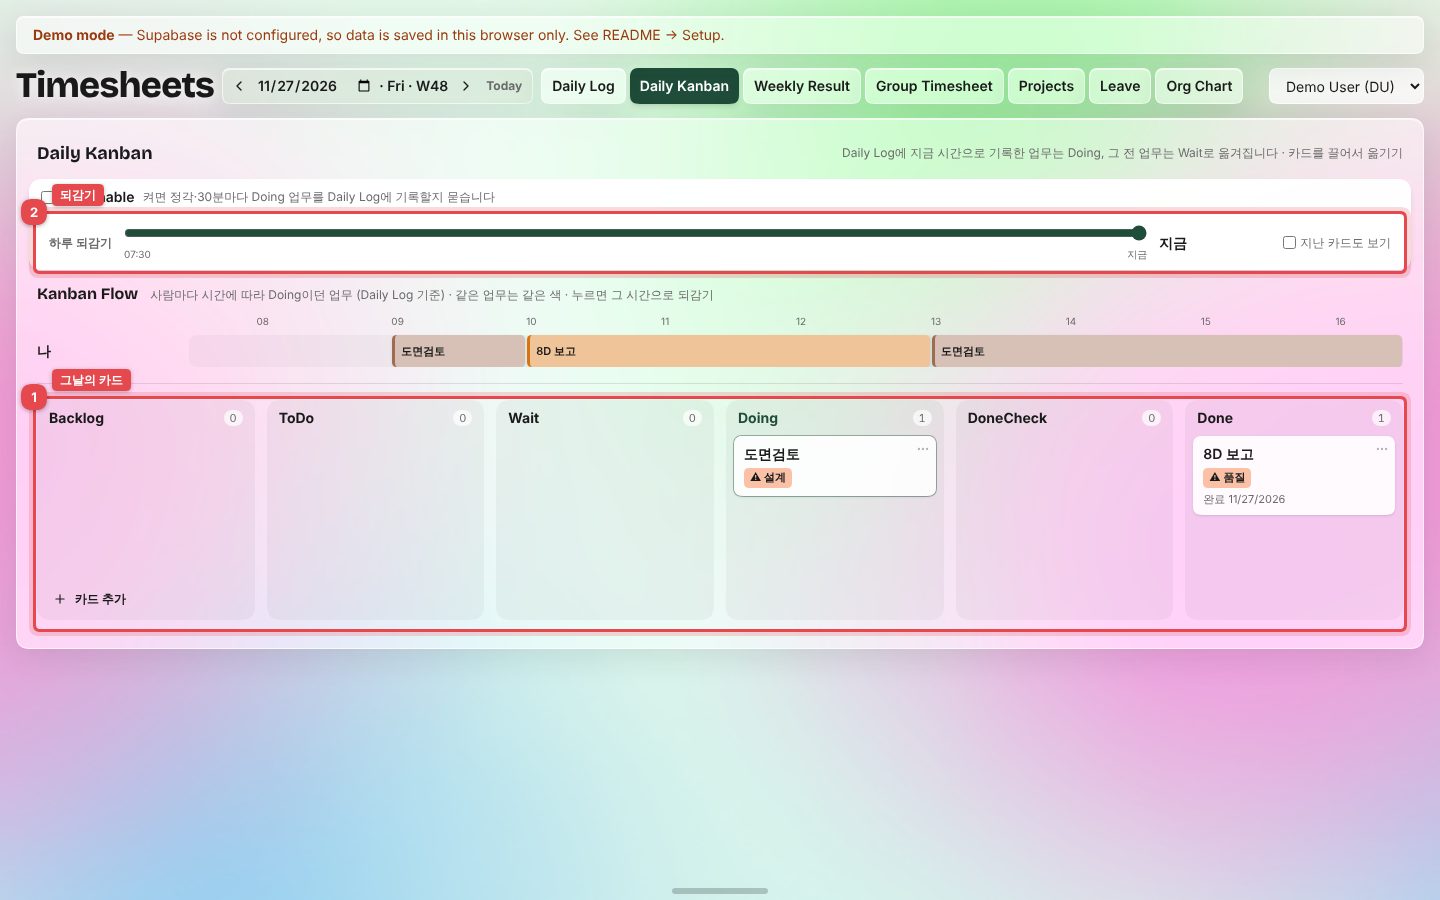 Demo mode — Supabase is not configured, so data is saved in this browser only. See README → Setup.
Timesheets
11/27/2026 · Fri · W48 Today
Daily Log
Daily Kanban
Weekly Result
Group Timesheet
Projects
Leave
Org Chart
Demo User (DU)
Daily Kanban
Daily Log에 지금 시간으로 기록한 업무는 Doing, 그 전 업무는 Wait로 옮겨집니다 · 카드를 끌어서 옮기기
되감기
켜면 정각·30분마다 Doing 업무를 Daily Log에 기록할지 묻습니다
2
하루 되감기
07:30
지금
지금
지난 카드도 보기
Kanban Flow 사람마다 시간에 따라 Doing이던 업무 (Daily Log 기준) · 같은 업무는 같은 색 · 누르면 그 시간으로 되감기
08 09 10 11 12 13 14 15 16
나
도면검토
8D 보고
도면검토
그날의 카드
1
Backlog 0
ToDo 0
Wait 0
Doing 1
DoneCheck 0
Done 1
도면검토 ···
⚠ 설계
8D 보고 ···
⚠ 품질
완료 11/27/2026
+ 카드 추가